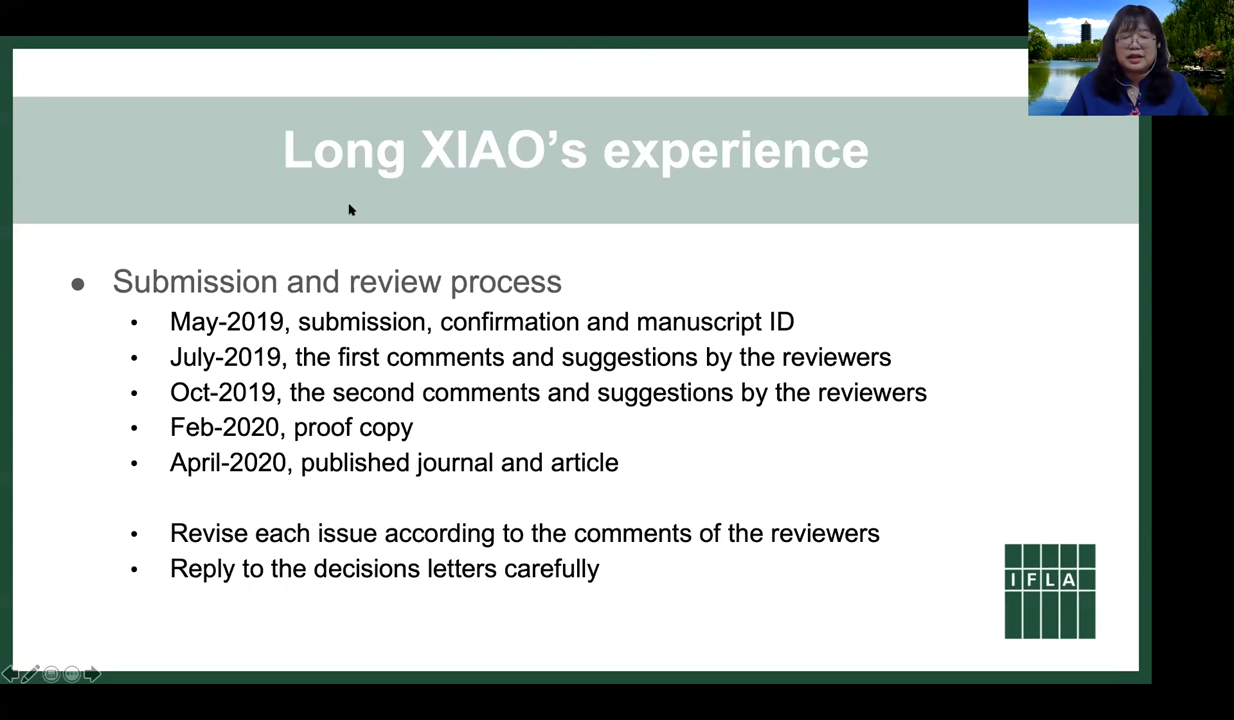 Long XIAO’s experience
● Submission and review process
• May-2019, submission, confirmation and manuscript ID
• July-2019, the first comments and suggestions by the reviewers
• Oct-2019, the second comments and suggestions by the reviewers
• Feb-2020, proof copy
• April-2020, published journal and article
• Revise each issue according to the comments of the reviewers
• Reply to the decisions letters carefully
IFLA